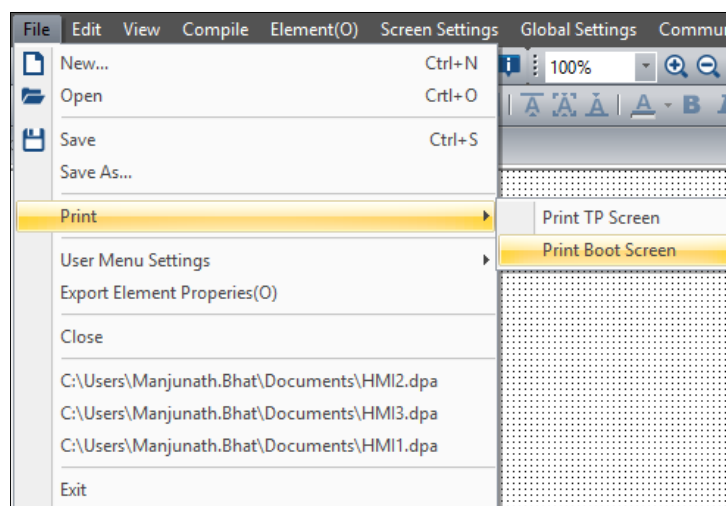 File Edit View Compile Element(O) Screen Settings Global Settings Commu
New... Ctrl+N
100%
Open Crtl+O
A A A A B
Save Ctrl+S
Save As...
Print
Print TP Screen
User Menu Settings
Print Boot Screen
Export Element Properies(O)
Close
C:\Users\Manjunath.Bhat\Documents\HMI2.dpa
C:\Users\Manjunath.Bhat\Documents\HMI3.dpa
C:\Users\Manjunath.Bhat\Documents\HMI1.dpa
Exit